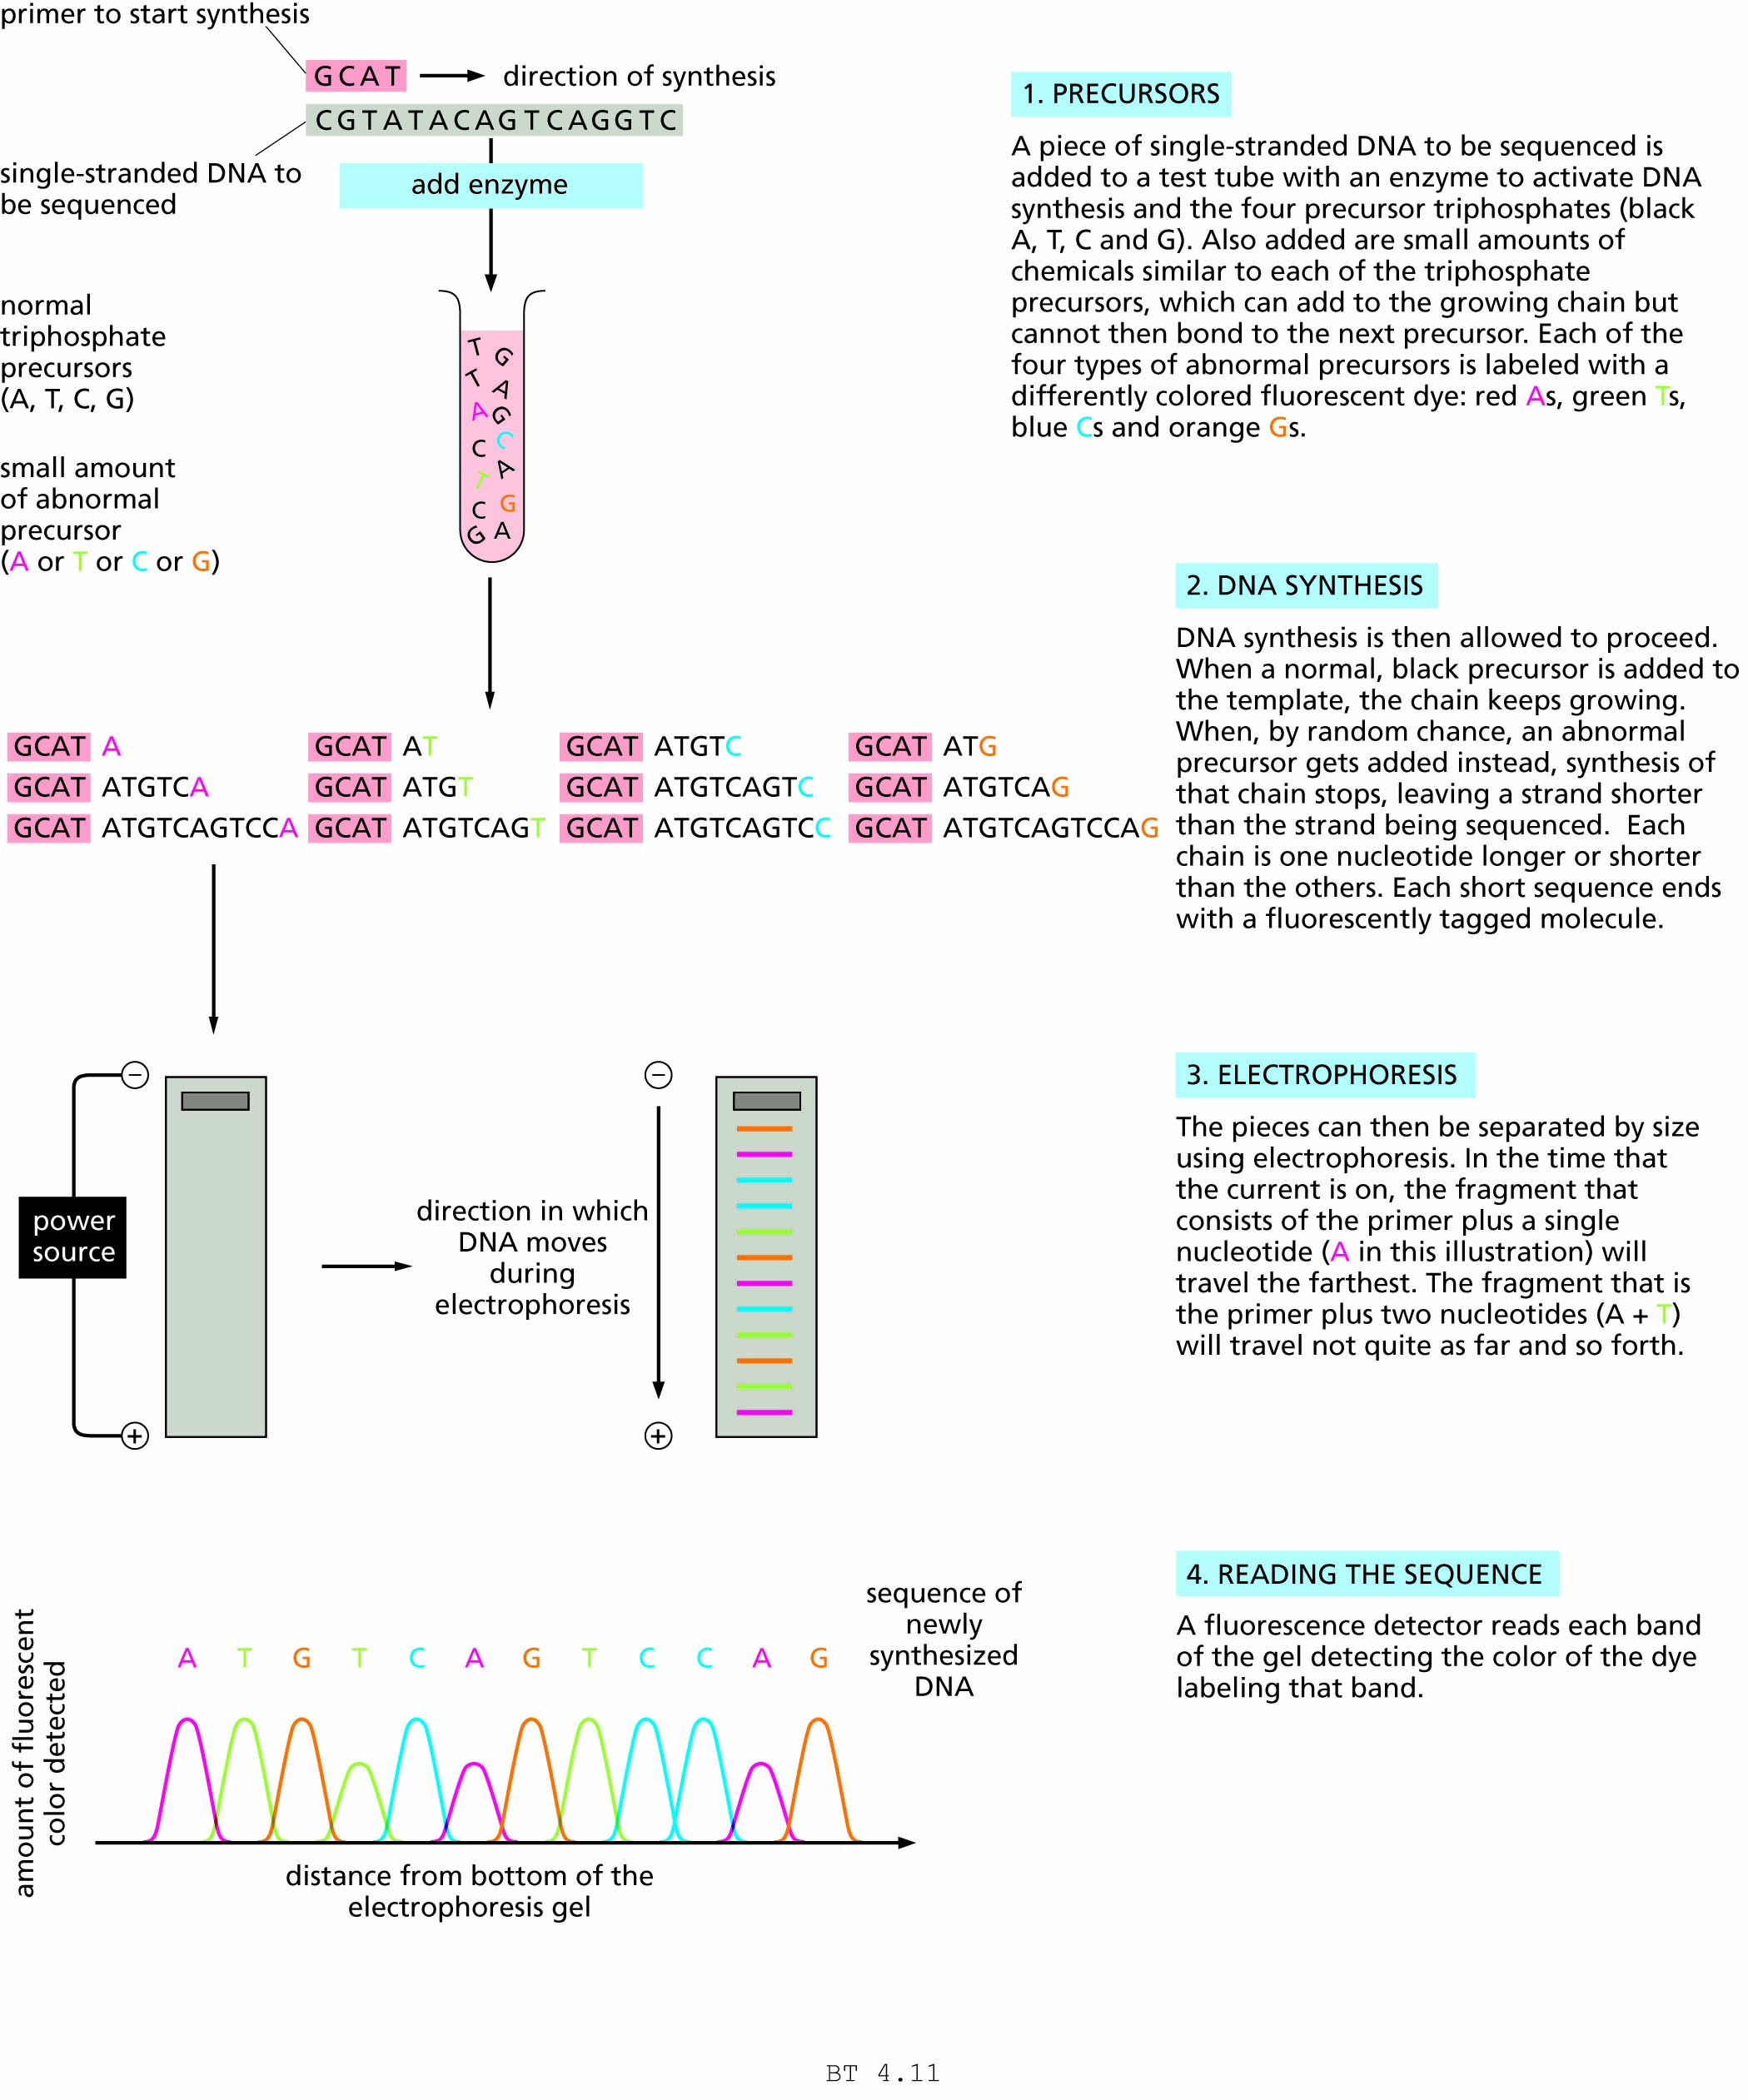 primer to start synthesis
GCAT
direction of synthesis
CGTATACAGTCAGGTC
single-stranded DNA to
be sequenced
add enzyme
1. PRECURSORS
A piece of single-stranded DNA to be sequenced is
added to a test tube with an enzyme to activate DNA
synthesis and the four precursor triphosphates (black
A, T, C and G). Also added are small amounts of
chemicals similar to each of the triphosphate
precursors, which can add to the growing chain but
cannot then bond to the next precursor. Each of the
four types of abnormal precursors is labeled with a
differently colored fluorescent dye: red As, green Ts,
blue Cs and orange Gs.
normal
triphosphate
precursors
(A, T, C, G)
small amount
of abnormal
precursor
(A or T or C or G)
T G
T A
A G
C C
T A
C G
G A
2. DNA SYNTHESIS
DNA synthesis is then allowed to proceed.
When a normal, black precursor is added to
the template, the chain keeps growing.
When, by random chance, an abnormal
precursor gets added instead, synthesis of
that chain stops, leaving a strand shorter
than the strand being sequenced.  Each
chain is one nucleotide longer or shorter
than the others. Each short sequence ends
with a fluorescently tagged molecule.
GCAT A GCAT AT GCAT ATGTC GCAT ATG
GCAT ATGTCA GCAT ATGT GCAT ATGTCAGTC GCAT ATGTCAG
GCAT ATGTCAGTCCA GCAT ATGTCAGT GCAT ATGTCAGTCC GCAT ATGTCAGTCCAG
−
power
source
+
direction in which
DNA moves
during
electrophoresis
−
+
3. ELECTROPHORESIS
The pieces can then be separated by size
using electrophoresis. In the time that
the current is on, the fragment that
consists of the primer plus a single
nucleotide (A in this illustration) will
travel the farthest. The fragment that is
the primer plus two nucleotides (A + T)
will travel not quite as far and so forth.
4. READING THE SEQUENCE
A fluorescence detector reads each band
of the gel detecting the color of the dye
labeling that band.
amount of fluorescent
color detected
A T G T C A G T C C A G
sequence of
newly
synthesized
DNA
distance from bottom of the
electrophoresis gel
BT 4.11